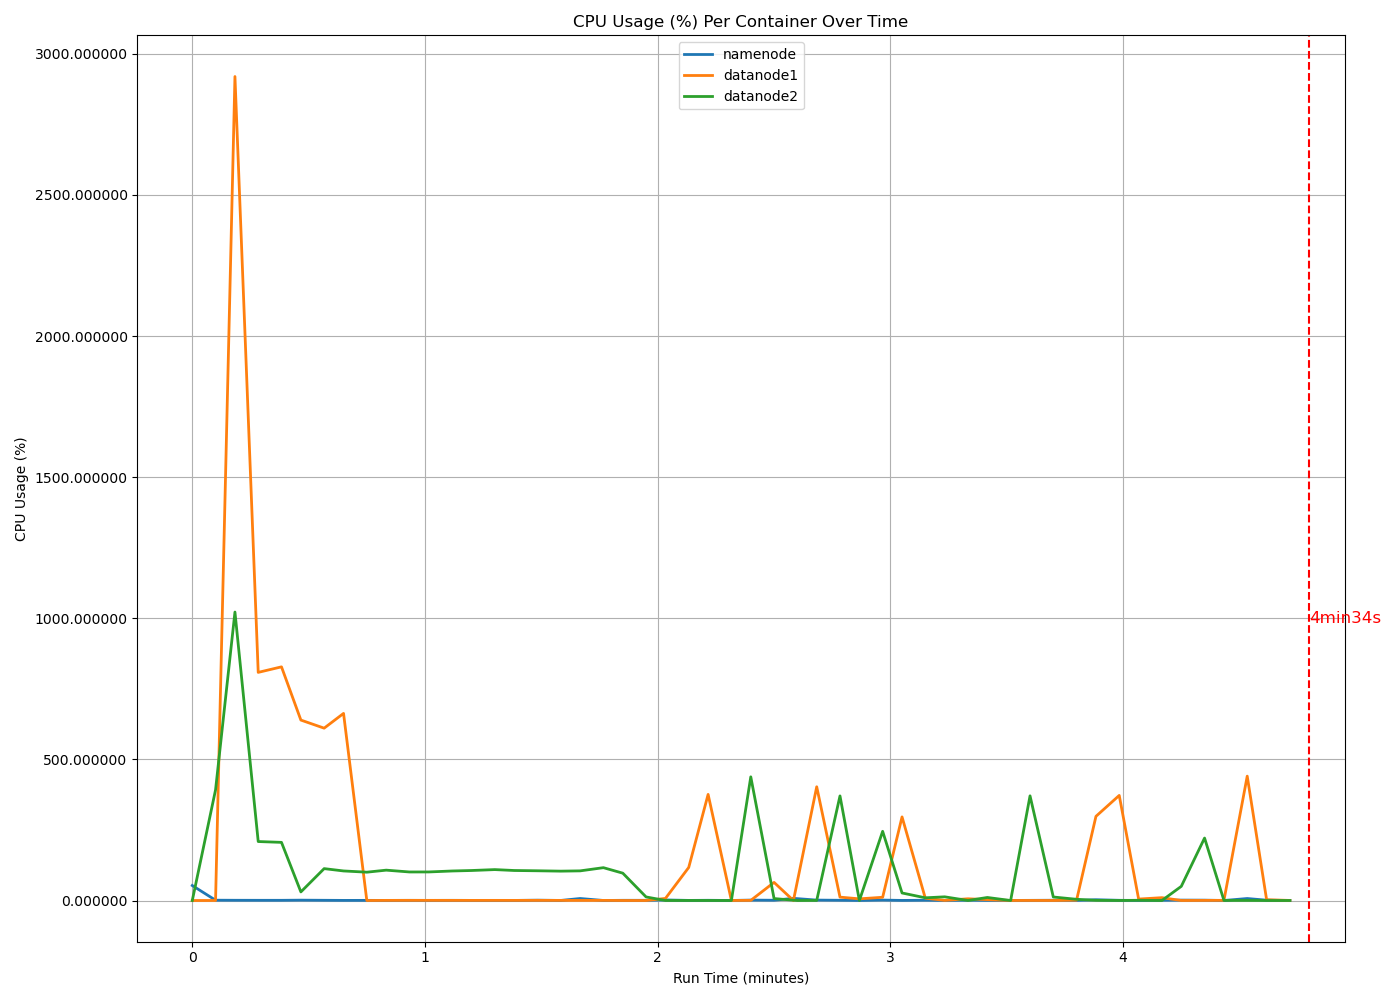 CPU Usage (%) Per Container Over Time
namenode
datanode1
datanode2
3000.000000
2500.000000
2000.000000
1500.000000
1000.000000
500.000000
0.000000
CPU Usage (%)
4min34s
0 1 2 3 4
Run Time (minutes)